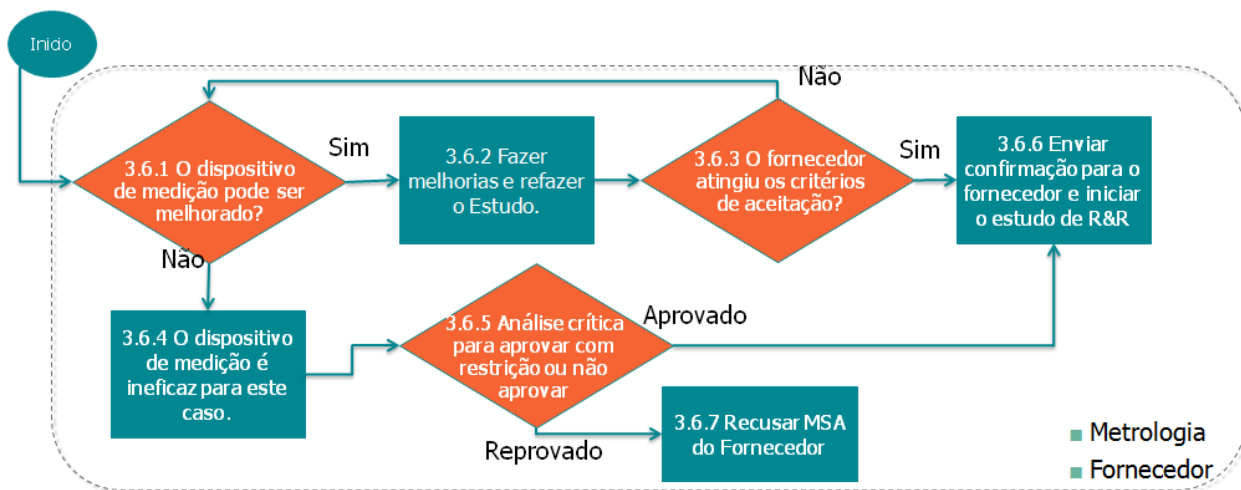 Inicio
Não
3.6.1 O dispositivo
de medição pode ser
melhorado?
Sim
3.6.2 Fazer
melhorias e refazer
o Estudo.
3.6.3 O fornecedor
atingiu os critérios
de aceitação?
Sim
3.6.6 Enviar
confirmação para o
fornecedor e iniciar
o estudo de R&R
Não
3.6.4 O dispositivo
de medição é
ineficaz para este
caso.
3.6.5 Análise crítica
para aprovar com
restrição ou não
aprovar
Aprovado
Reprovado
3.6.7 Recusar MSA
do Fornecedor
Metrologia
Fornecedor